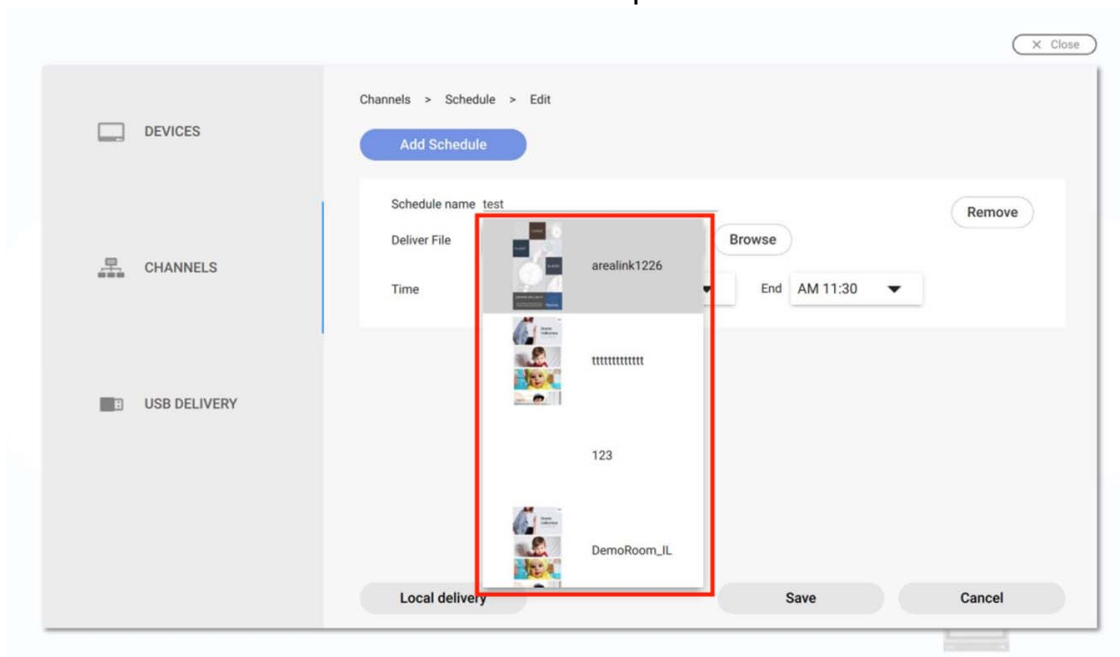 X Close
Channels > Schedule > Edit
DEVICES
Add Schedule
Schedule name test
Remove
Deliver File
Browse
arealink1226
CHANNELS
Time
End AM 11:30
ttttttttttttt
USB DELIVERY
123
DemoRoom_IL
Local delivery
Save
Cancel